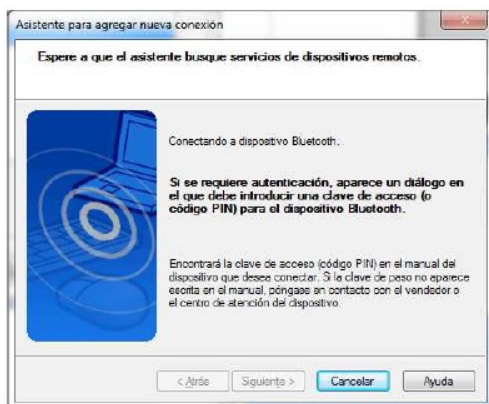 Asistente para agregar nueva conexión
Espere a que el asistente busque servicios de dispositivos remotos.
Conectando a dispositivo Bluetooth.
Si se requiere autenticación, aparece un diálogo en
el que debe introducir una clave de acceso (o
código PIN) para el dispositivo Bluetooth.
Encontrará la clave de acceso (código PIN) en el manual del
dispositivo que desea conectar. Si la clave de paso no aparece
escrita en el manual, póngase en contacto con el vendedor o
el centro de atención del dispositivo.
< Atrás Siguiente > Cancelar Ayuda